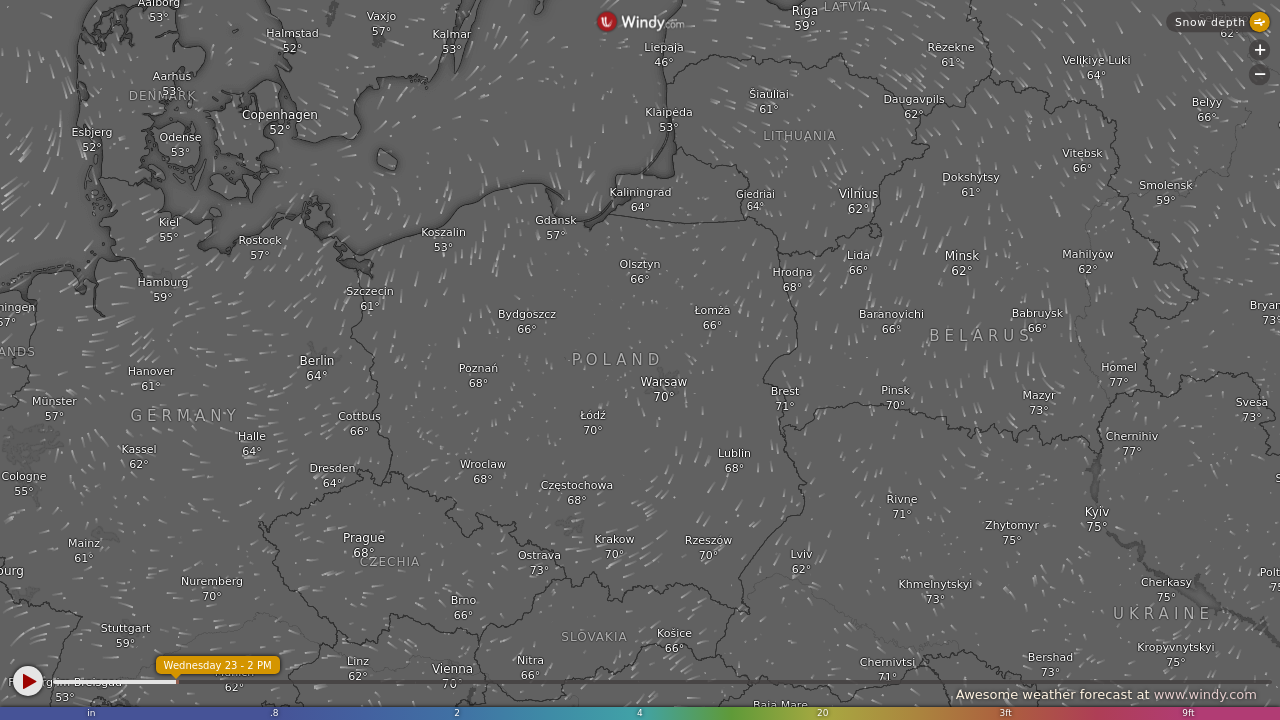 Aalborg
53°
Halmstad
52°
Vaxjo
57°
Kalmar
53°
Windy.com
Liepaja
46°
Riga
59°
LATVIA
Rēzekne
61°
Snow depth
62°
+
−
Velikiye Luki
64°
Belyy
66°
Aarhus
53°
DENMARK
Copenhagen
52°
Esbjerg
52°
Odense
53°
Klaipėda
53°
Šiauliai
61°
LITHUANIA
Daugavpils
62°
Vitebsk
66°
Smolensk
59°
Dokshytsy
61°
Kaliningrad
64°
Giedriai
64°
Vilnius
62°
Kiel
55°
Rostock
57°
Koszalin
53°
Gdansk
57°
Olsztyn
66°
Hrodna
68°
Lida
66°
Minsk
62°
Mahilyow
62°
Hamburg
59°
Szczecin
61°
Bydgoszcz
66°
Łomża
66°
Baranovichi
66°
Babruysk
66°
BELARUS
ningen
57°
ANDS
Hanover
61°
Berlin
64°
Poznań
68°
POLAND
Warsaw
70°
Brest
71°
Pinsk
70°
Mazyr
73°
Homel
77°
Svesa
73°
Münster
57°
GERMANY
Cottbus
66°
Łódź
70°
Kassel
62°
Halle
64°
Chernihiv
77°
Cologne
55°
Dresden
64°
Wroclaw
68°
Częstochowa
68°
Lublin
68°
Rivne
71°
Zhytomyr
75°
Kyiv
75°
Mainz
61°
Prague
68°
CZECHIA
Ostrava
73°
Krakow
70°
Rzeszow
70°
Lviv
62°
Nuremberg
70°
Brno
66°
Khmelnytskyi
73°
Cherkasy
75°
UKRAINE
Stuttgart
59°
SLOVAKIA
Košice
66°
Linz
62°
Vienna
70°
Nitra
66°
Chernivtsi
71°
Bershad
73°
Kropyvnytskyi
75°
Wednesday 23 - 2 PM
53°
62°
Baia Mare
Awesome weather forecast at www.windy.com
in .8 2 4 20 3ft 9ft